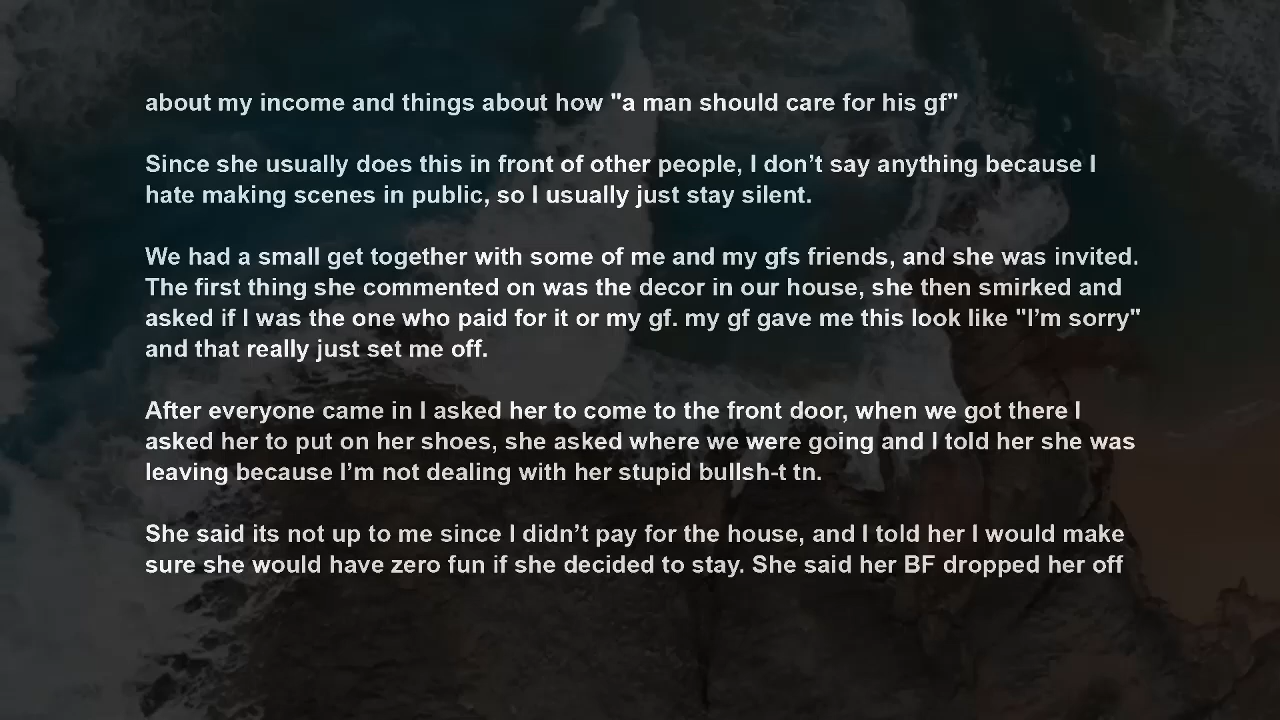 about my income and things about how "a man should care for his gf"
Since she usually does this in front of other people, I don’t say anything because I
hate making scenes in public, so I usually just stay silent.
We had a small get together with some of me and my gfs friends, and she was invited.
The first thing she commented on was the decor in our house, she then smirked and
asked if I was the one who paid for it or my gf. my gf gave me this look like "I’m sorry"
and that really just set me off.
After everyone came in I asked her to come to the front door, when we got there I
asked her to put on her shoes, she asked where we were going and I told her she was
leaving because I’m not dealing with her stupid bullsh-t tn.
She said its not up to me since I didn’t pay for the house, and I told her I would make
sure she would have zero fun if she decided to stay. She said her BF dropped her off